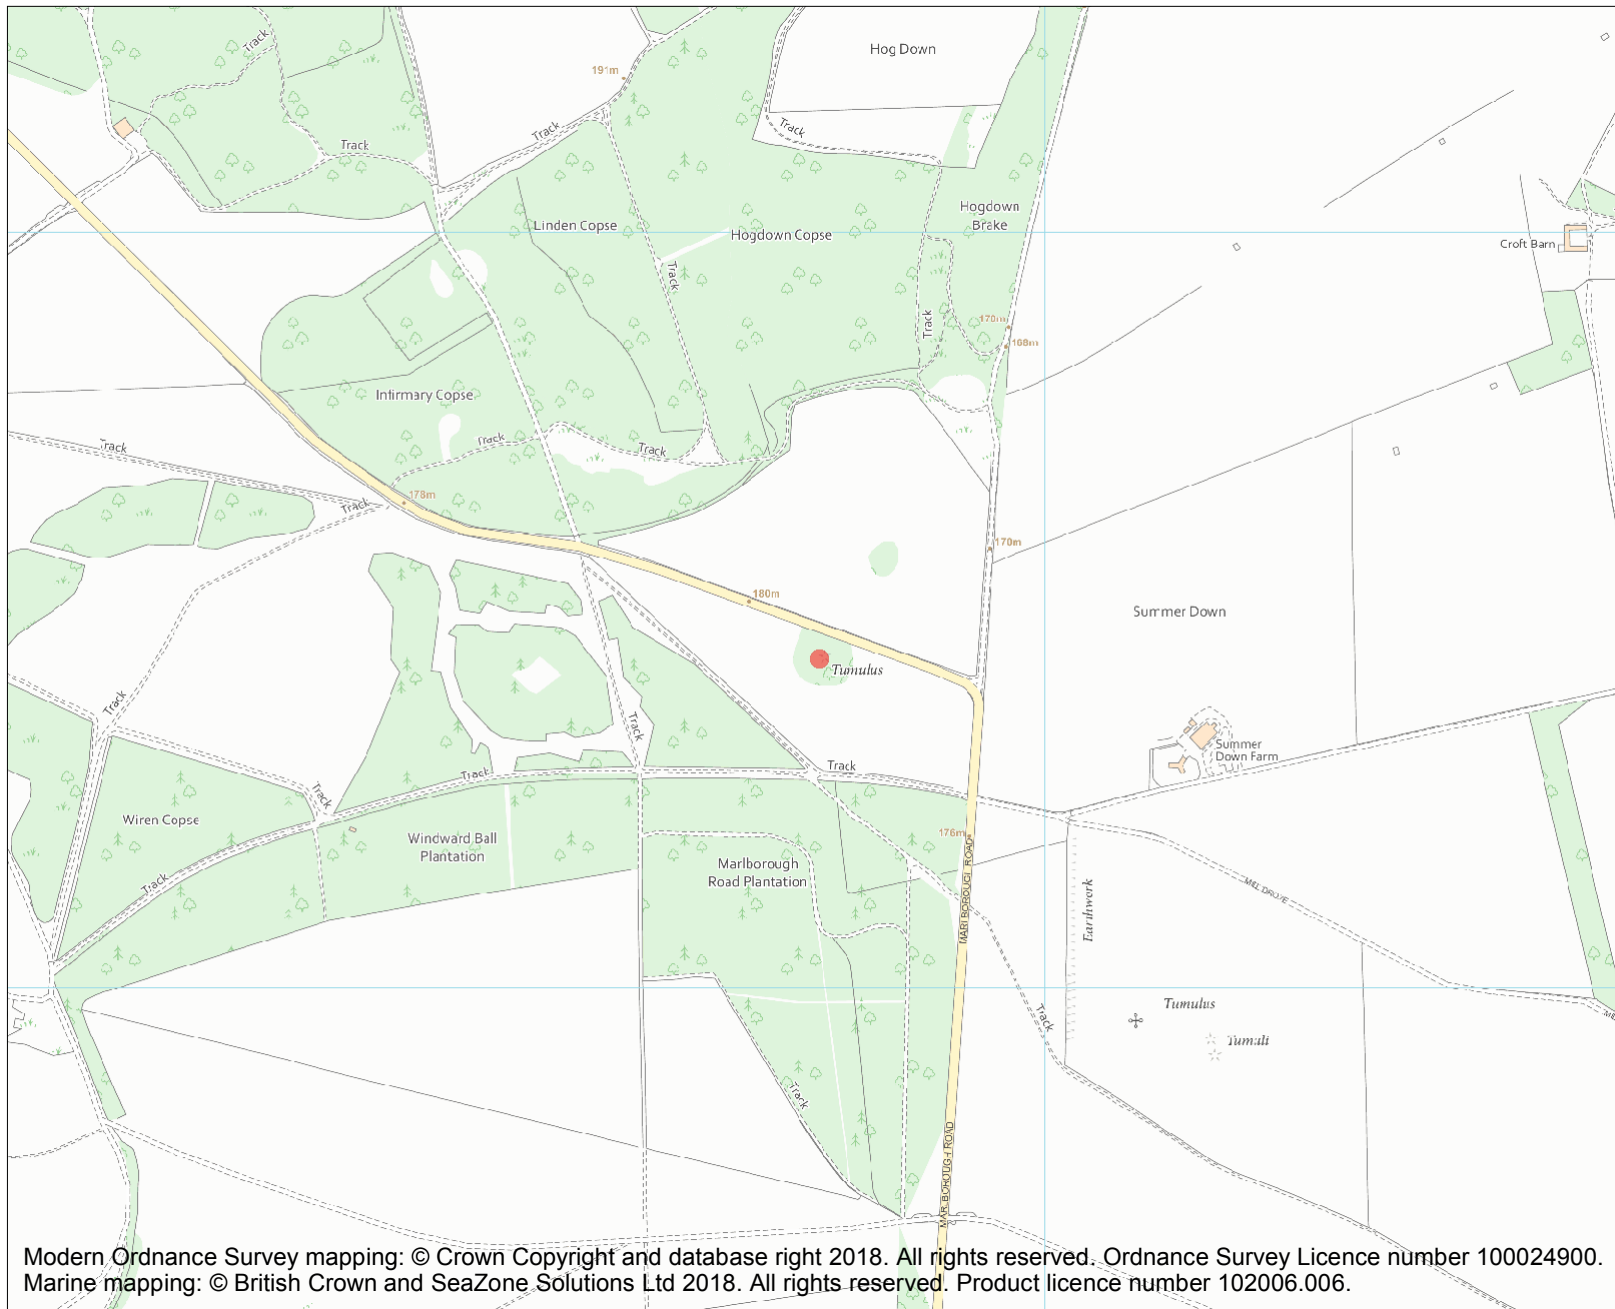 Hog Down
Track
191m
Track
Track
Track
Hogdown
Brake
Linden Copse
Hogdown Copse
Croft Barn
Track
170m
168m
Track
Infirmary Copse
178m
Track
Track
Track
Track
170m
180m
Summer Down
Tumulus
Track
Track
Summer
Down Farm
Track
Track
Track
Wiren Copse
176m
Windward Ball
Plantation
Marlborough
Road Plantation
Track
MARLBOROUGH ROAD
Earthwork
Tumulus
Track
Tumuli
Track
MARLBOROUGH ROAD
Modern Ordnance Survey mapping: © Crown Copyright and database right 2018. All rights reserved. Ordnance Survey Licence number 100024900.
Marine mapping: © British Crown and SeaZone Solutions Ltd 2018. All rights reserved. Product licence number 102006.006.